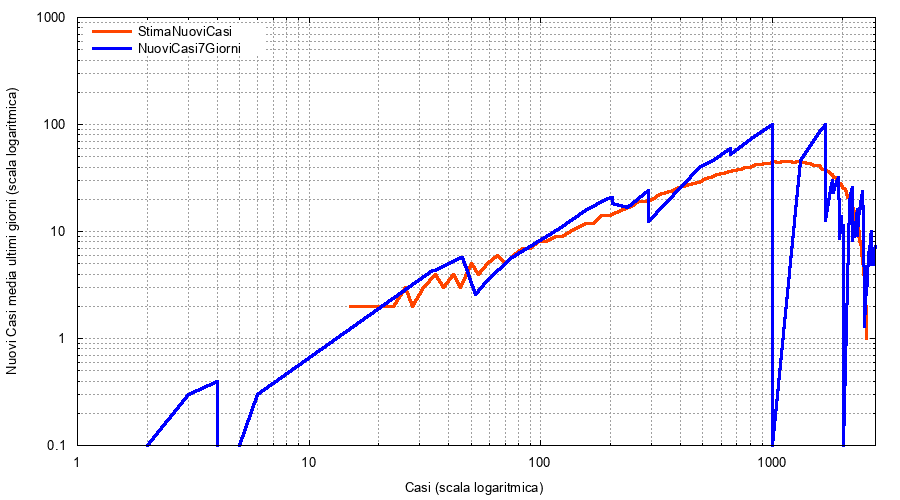 1000
StimaNuoviCasi
NuoviCasi7Giorni
100
10
1
0.1
Nuovi Casi media ultimi giorni (scala logaritmica)
1
10
100
1000
Casi (scala logaritmica)